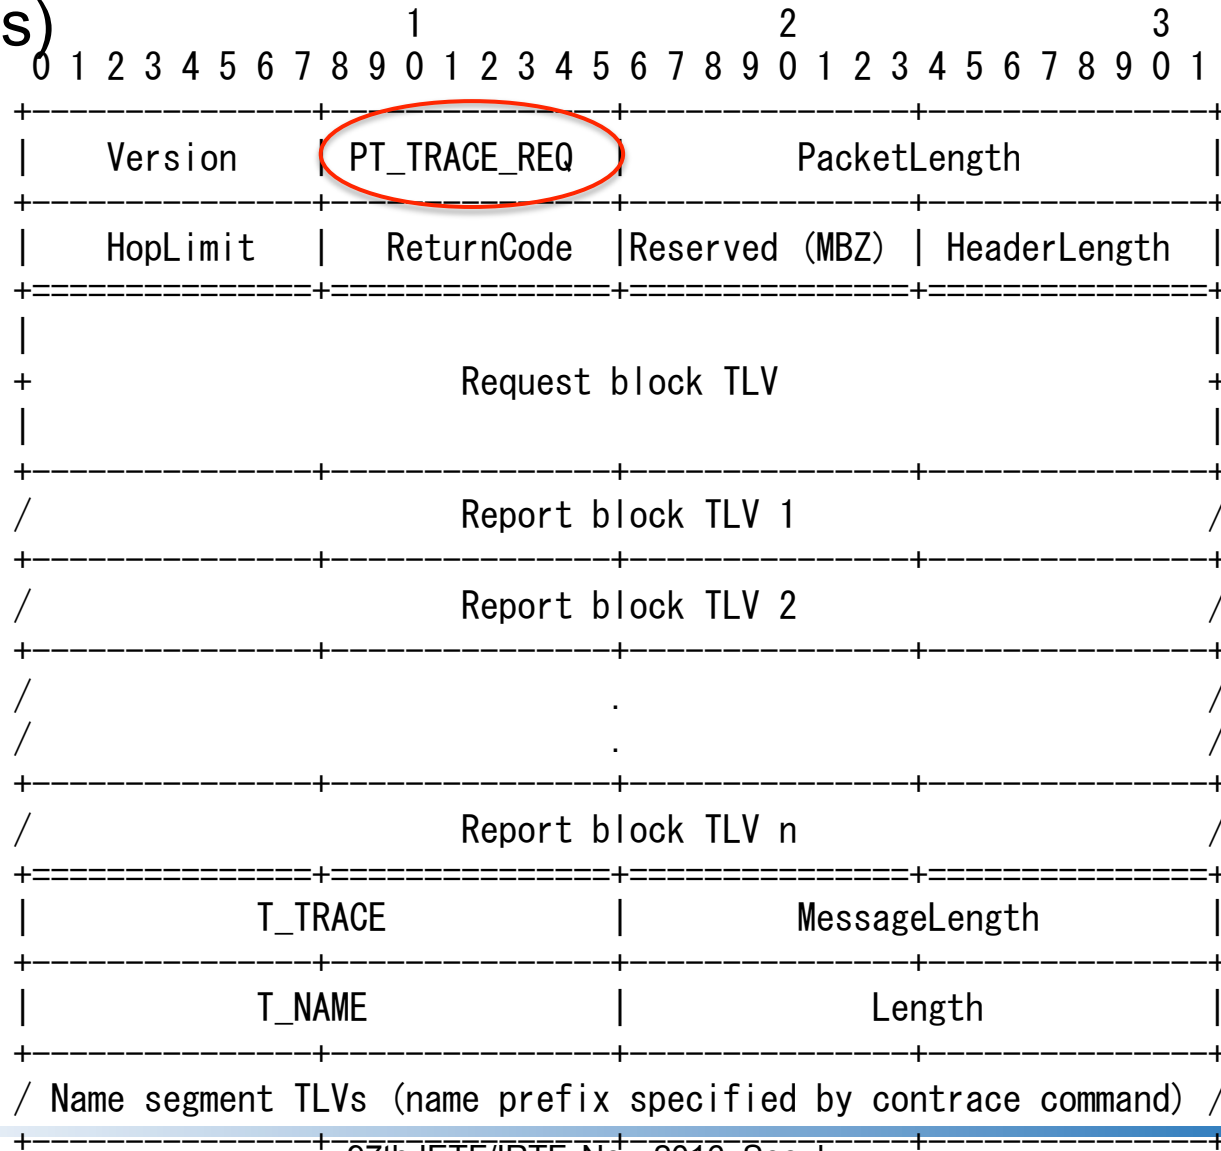 s)
1 2 3
0 1 2 3 4 5 6 7 8 9 0 1 2 3 4 5 6 7 8 9 0 1 2 3 4 5 6 7 8 9 0 1
+---------------+---------------+---------------+---------------+
| Version | PT_TRACE_REQ | PacketLength |
+---------------+---------------+---------------+---------------+
| HopLimit | ReturnCode |Reserved (MBZ) | HeaderLength |
+===============+===============+===============+===============+
| |
+ Request block TLV +
| |
+---------------+---------------+---------------+---------------+
/ Report block TLV 1 /
+---------------+---------------+---------------+---------------+
/ Report block TLV 2 /
+---------------+---------------+---------------+---------------+
/ . /
/ . /
+---------------+---------------+---------------+---------------+
/ Report block TLV n /
+===============+===============+===============+===============+
| T_TRACE | MessageLength |
+---------------+---------------+---------------+---------------+
| T_NAME | Length |
+---------------+---------------+---------------+---------------+
/ Name segment TLVs (name prefix specified by contrace command) /
+---------------+---------------+---------------+---------------+